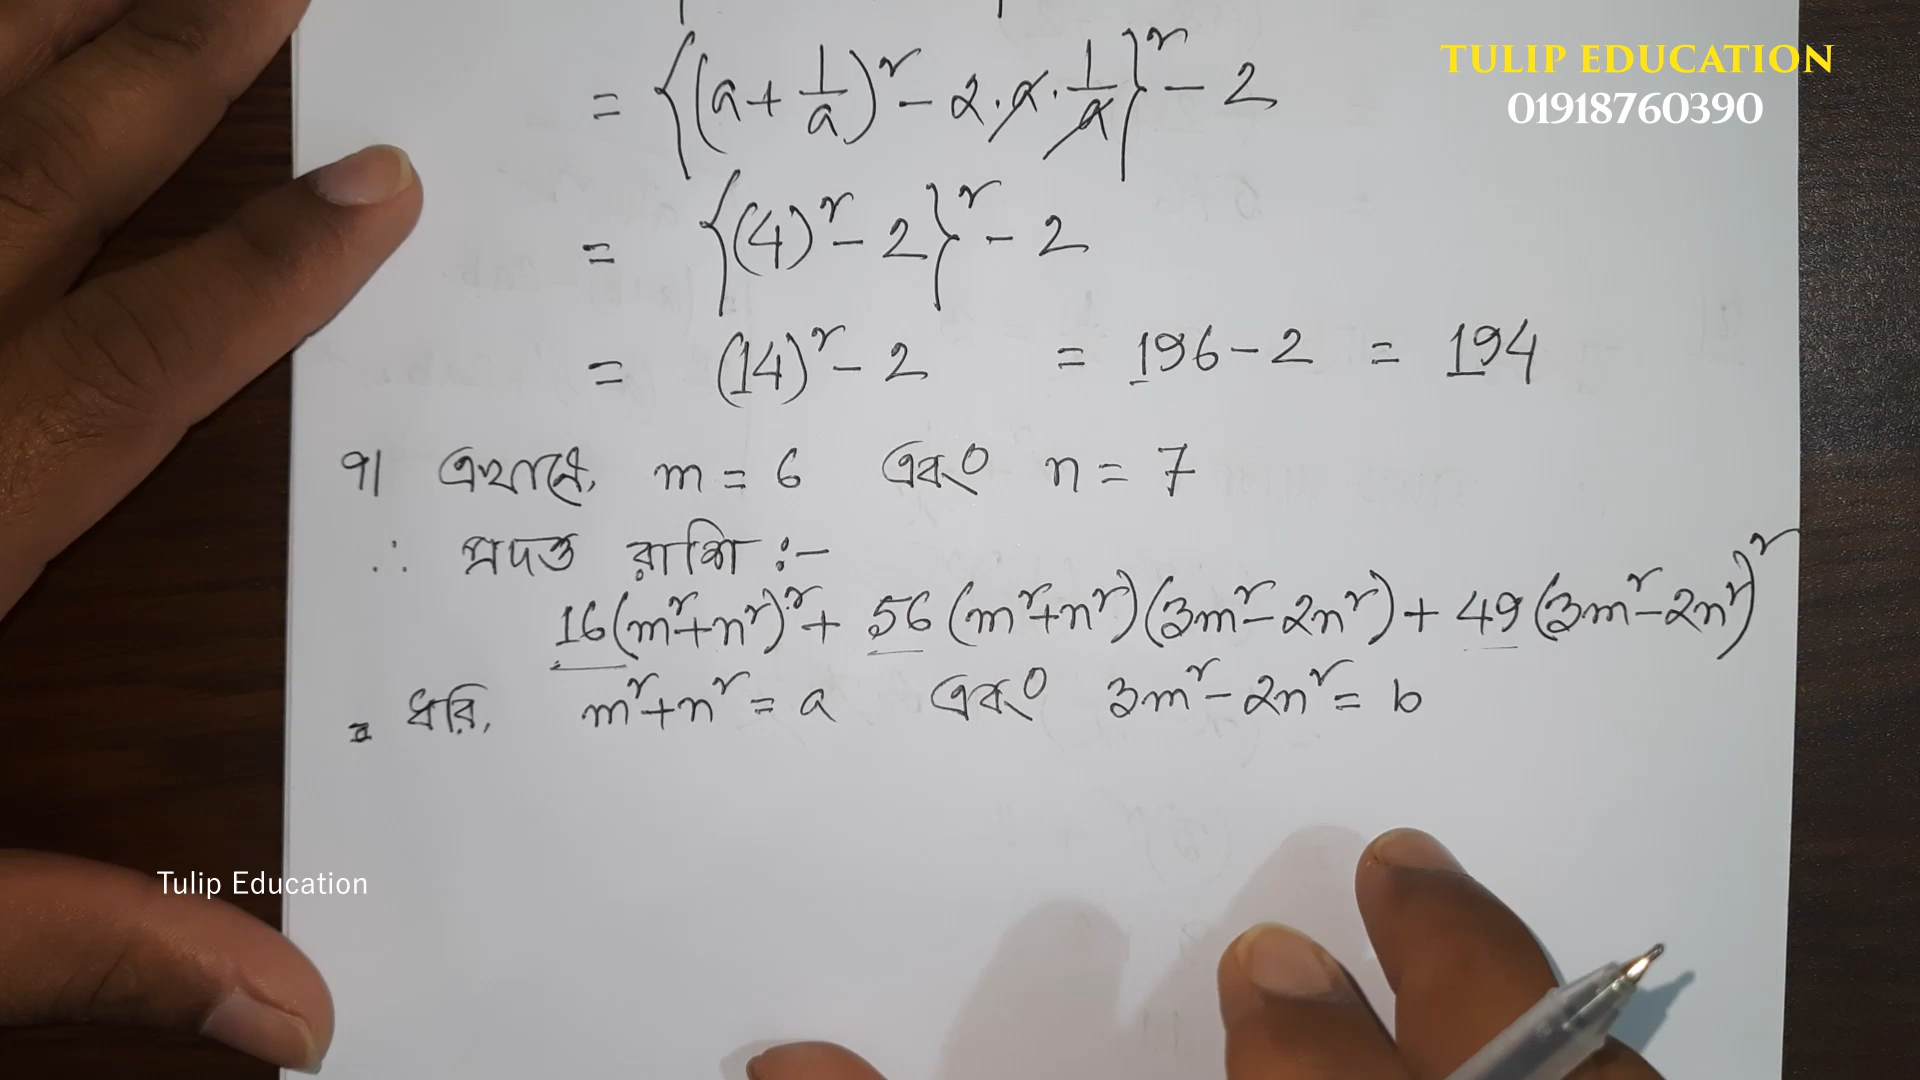 TULIP EDUCATION
01918760390
= {(a + 1/a)² - 2.a.1/a}² - 2
= {(4)² - 2}² - 2
= (14)² - 2 = 196 - 2 = 194
৭। এখানে, m = 6 এবং n = 7
∴ প্রদত্ত রাশি :-
16(m²+n²)² + 56(m²+n²)(3m²-2n²) + 49(3m²-2n²)²
= ধরি, m²+n² = a এবং 3m²-2n² = b
Tulip Education